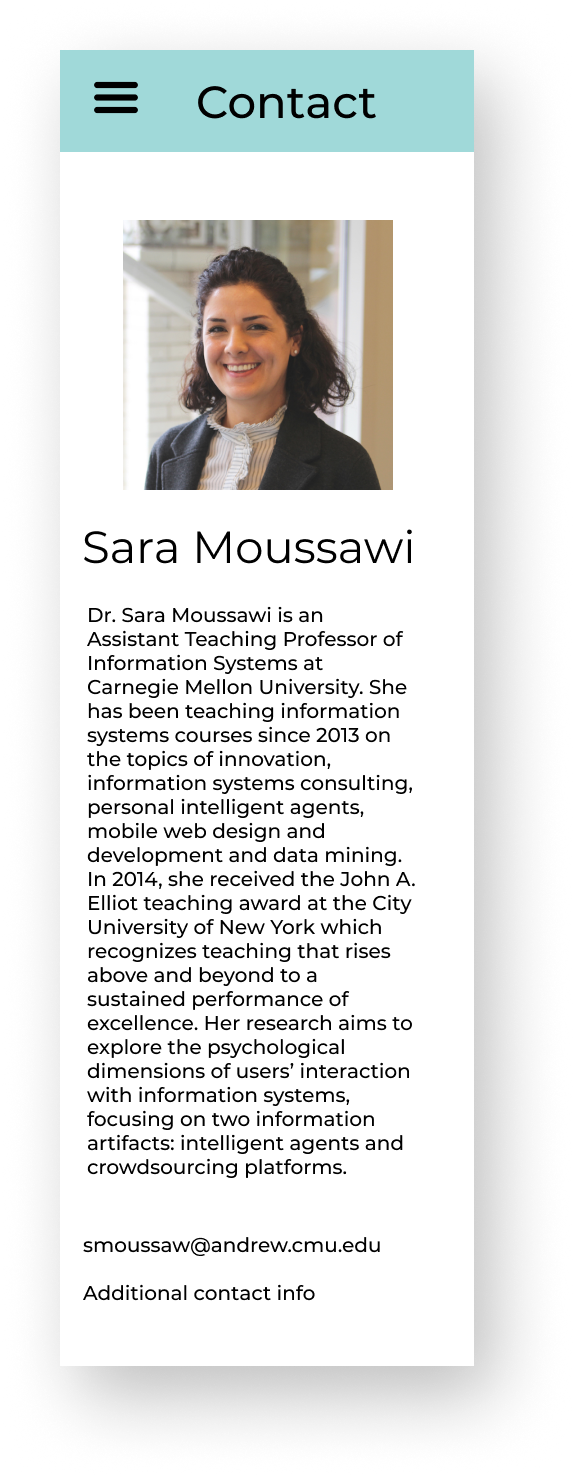 Contact
Sara Moussawi
Dr. Sara Moussawi is an
Assistant Teaching Professor of
Information Systems at
Carnegie Mellon University. She
has been teaching information
systems courses since 2013 on
the topics of innovation,
information systems consulting,
personal intelligent agents,
mobile web design and
development and data mining.
In 2014, she received the John A.
Elliot teaching award at the City
University of New York which
recognizes teaching that rises
above and beyond to a
sustained performance of
excellence. Her research aims to
explore the psychological
dimensions of users’ interaction
with information systems,
focusing on two information
artifacts: intelligent agents and
crowdsourcing platforms.
smoussaw@andrew.cmu.edu
Additional contact info